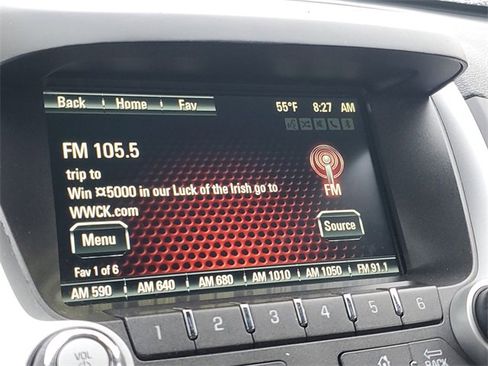 Back Home Fav 55°F 8:27 AM
FM 105.5
trip to
Win ¤5000 in our Luck of the Irish.go to
WWCK.com
FM
Menu Source
Fav 1 of 6
AM 590 AM 640 AM 680 AM 1010 AM 1050 FM 91.1
1 2 3 4 5 6
VOL
BACK